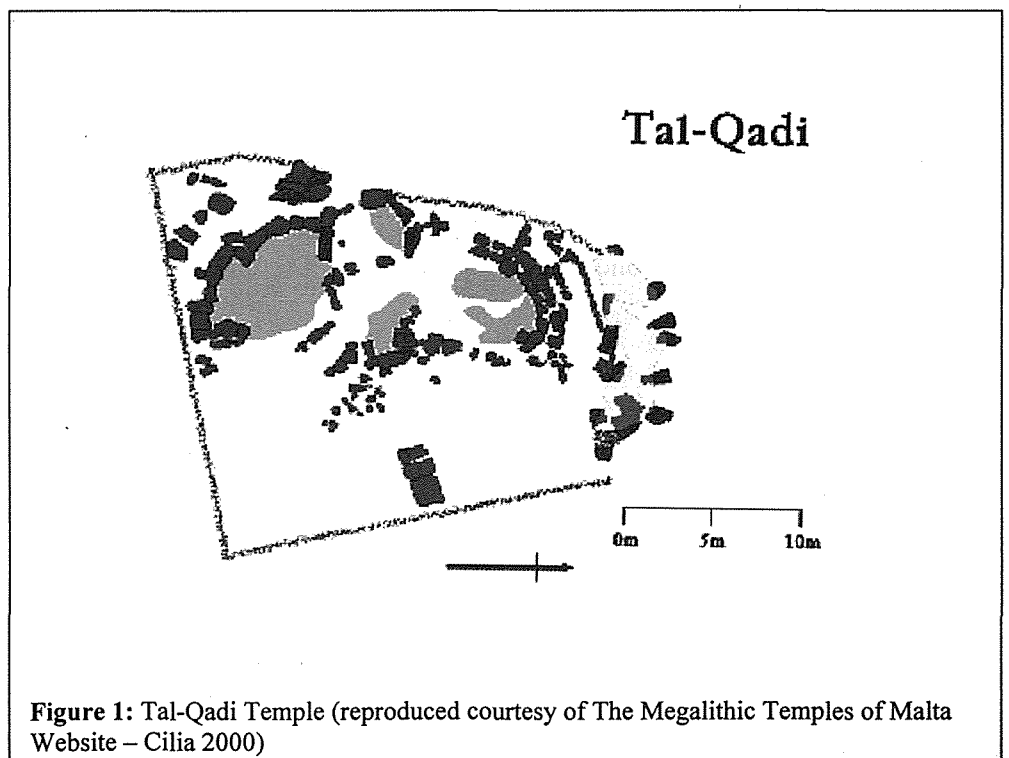 Tal-Qadi
0m 5m 10m
Figure 1: Tal-Qadi Temple (reproduced courtesy of The Megalithic Temples of Malta
Website – Cilia 2000)